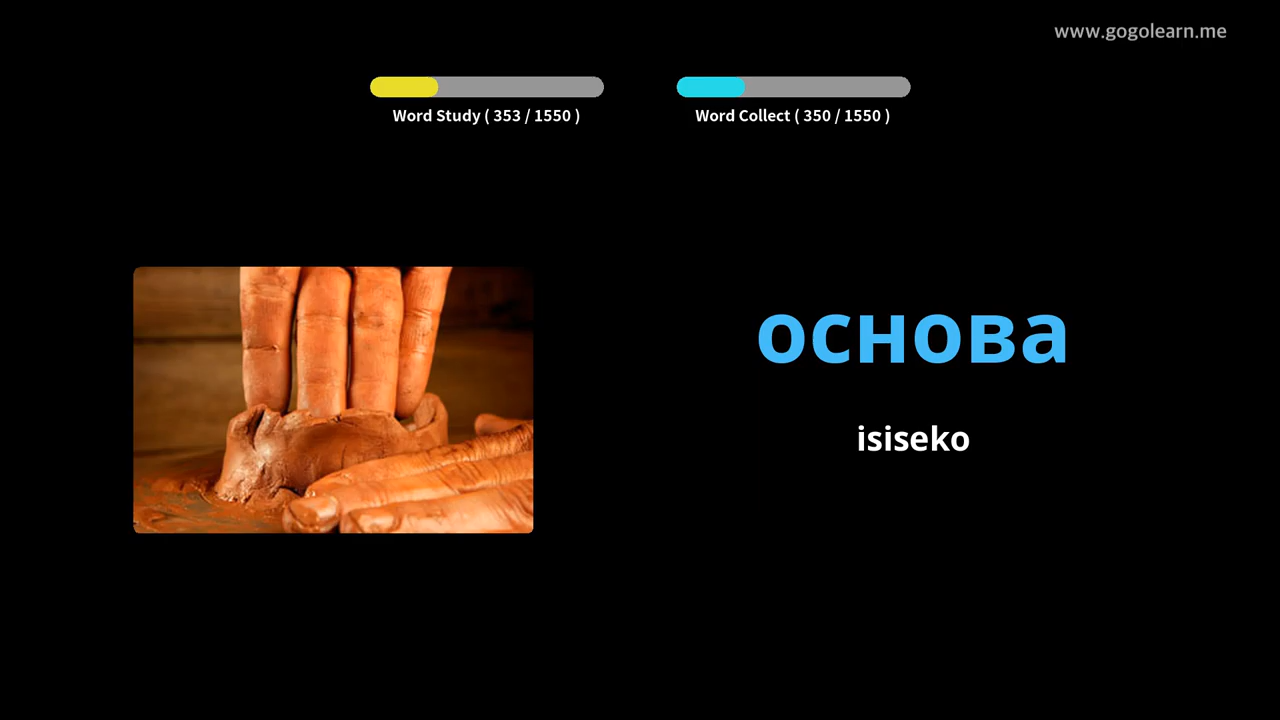 www.gogolearn.me
Word Study ( 353 / 1550 )
Word Collect ( 350 / 1550 )
основа
isiseko